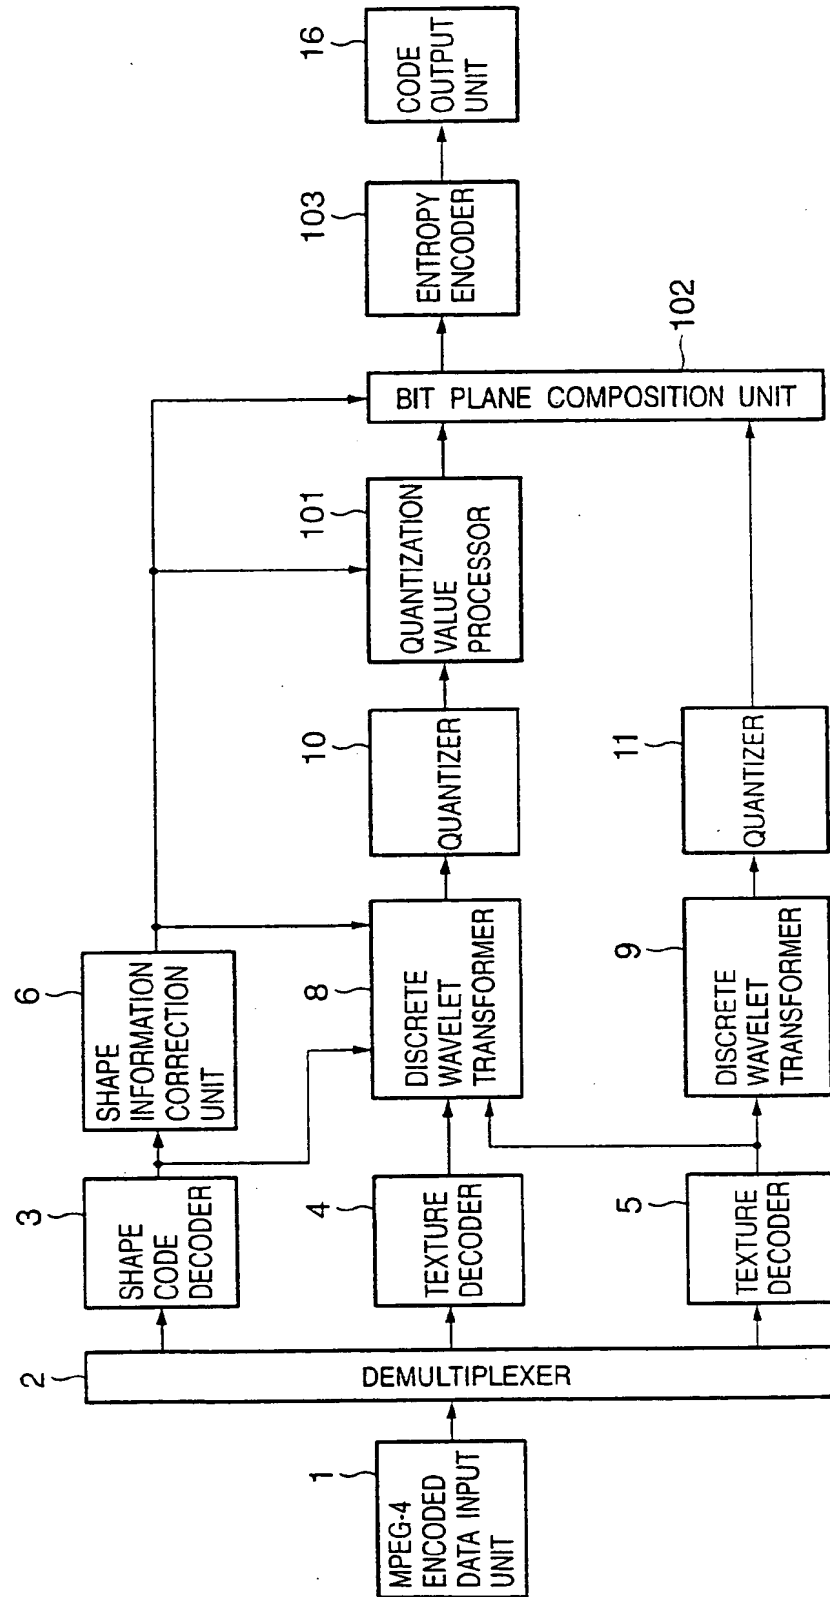 1
MPEG-4
ENCODED
DATA INPUT
UNIT
2
DEMULTIPLEXER
3
SHAPE
CODE
DECODER
4
TEXTURE
DECODER
5
TEXTURE
DECODER
6
SHAPE
INFORMATION
CORRECTION
UNIT
8
DISCRETE
WAVELET
TRANSFORMER
9
DISCRETE
WAVELET
TRANSFORMER
10
QUANTIZER
11
QUANTIZER
101
QUANTIZATION
VALUE
PROCESSOR
BIT PLANE COMPOSITION UNIT
102
103
ENTROPY
ENCODER
16
CODE
OUTPUT
UNIT